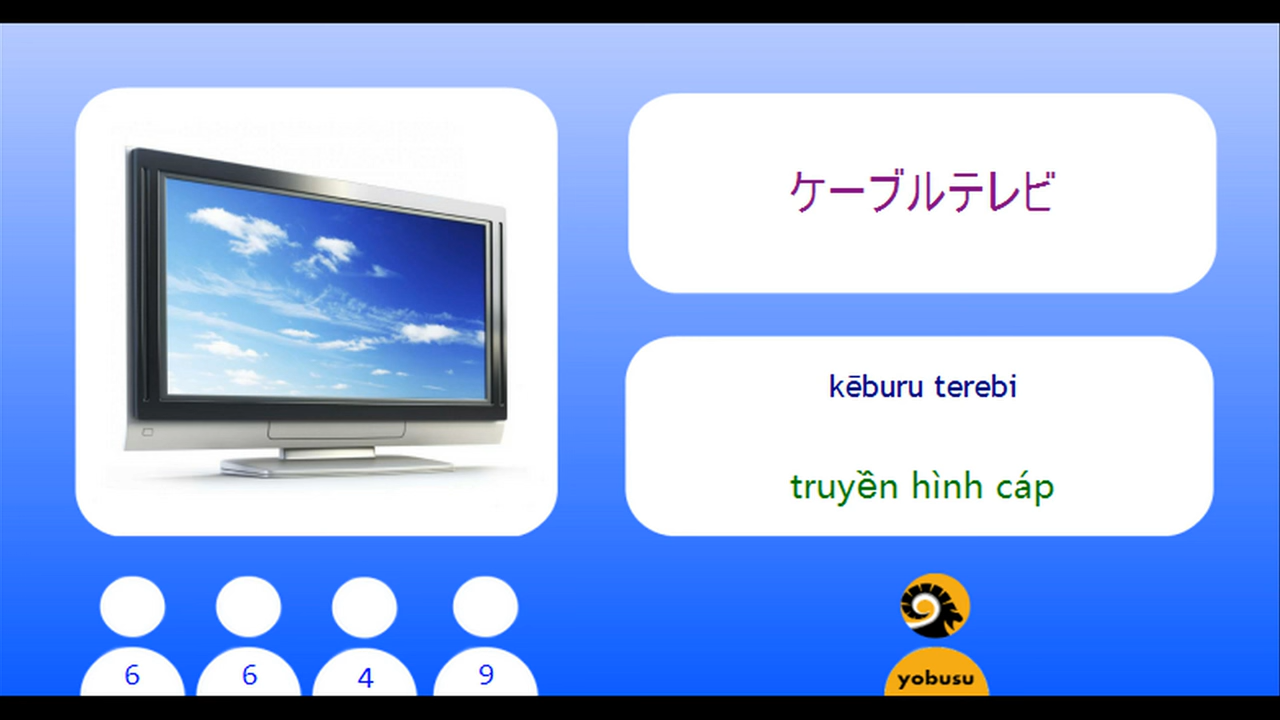 ケーブルテレビ
kēburu terebi
truyền hình cáp
6 6 4 9
yobusu